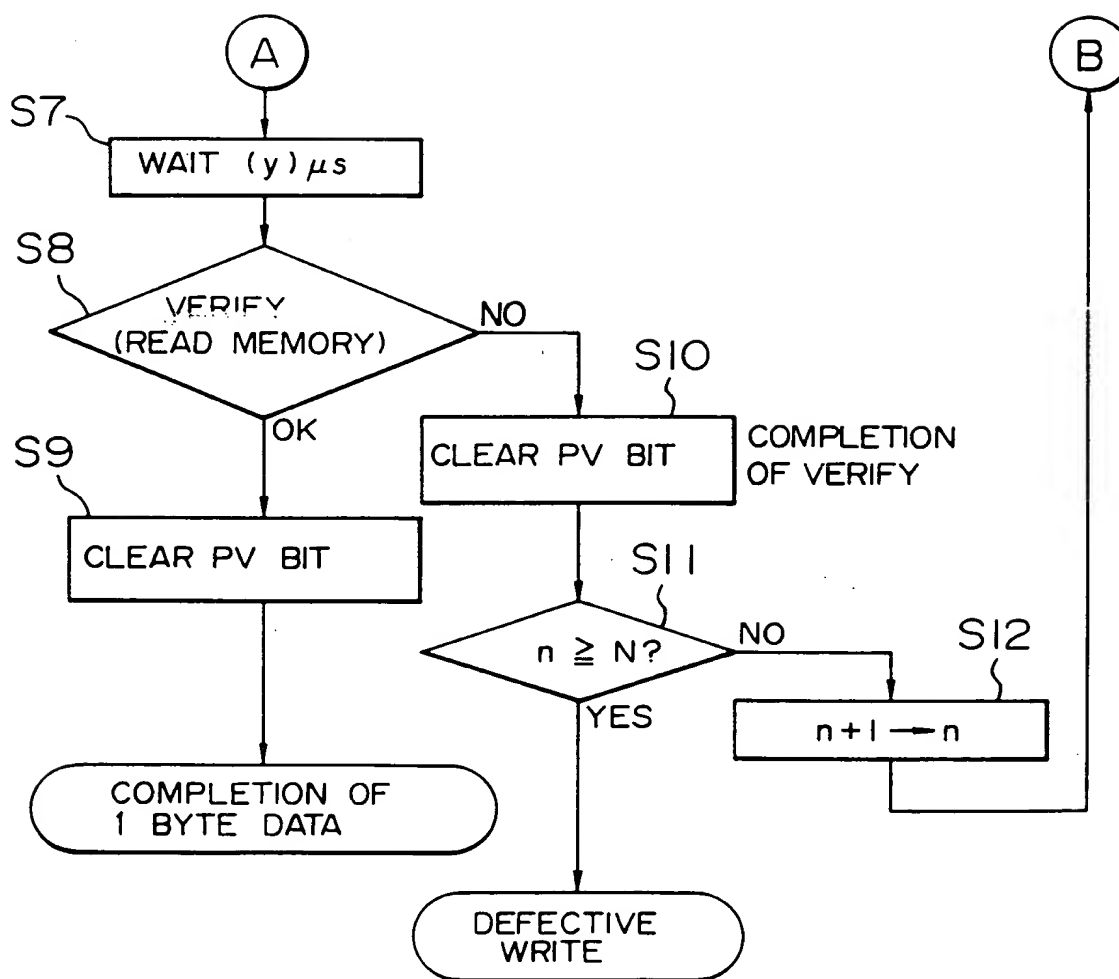 A
B
S7
WAIT (y) μs
S8
VERIFY
(READ MEMORY)
NO
OK
S10
CLEAR PV BIT
COMPLETION
OF VERIFY
S9
CLEAR PV BIT
S11
n ≧ N?
NO
YES
S12
n+1 → n
COMPLETION OF
1 BYTE DATA
DEFECTIVE
WRITE